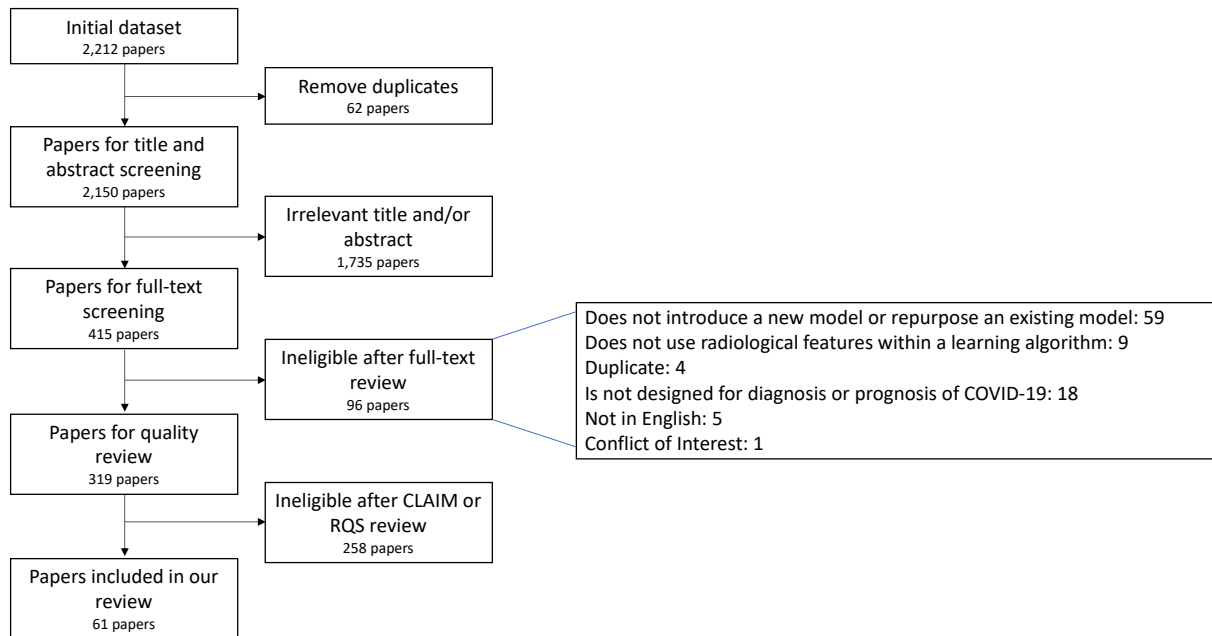 Initial dataset
2,212 papers
Remove duplicates
62 papers
Papers for title and
abstract screening
2,150 papers
Irrelevant title and/or
abstract
1,735 papers
Papers for full-text
screening
415 papers
Ineligible after full-text
review
96 papers
Does not introduce a new model or repurpose an existing model: 59
Does not use radiological features within a learning algorithm: 9
Duplicate: 4
Is not designed for diagnosis or prognosis of COVID-19: 18
Not in English: 5
Conflict of Interest: 1
Papers for quality
review
319 papers
Ineligible after CLAIM or
RQS review
258 papers
Papers included in our
review
61 papers